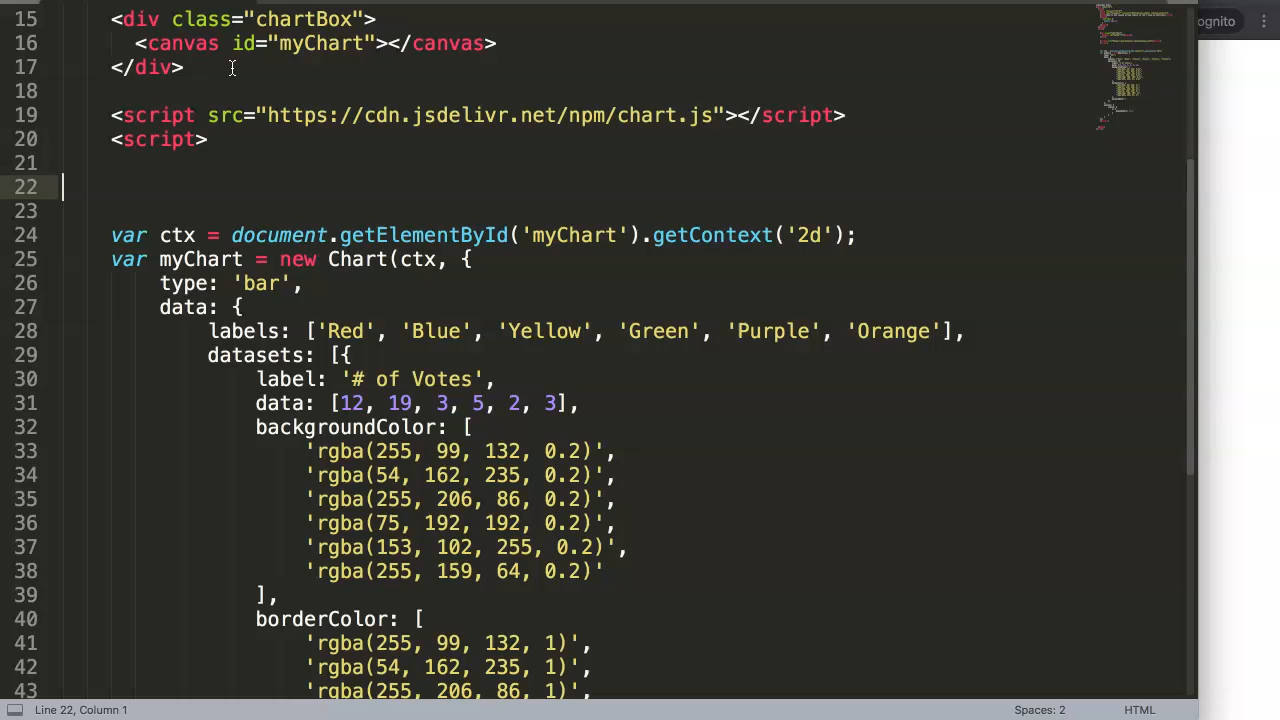 ognito
15 <div class="chartBox">
16 <canvas id="myChart"></canvas>
17 </div>
18
19 <script src="https://cdn.jsdelivr.net/npm/chart.js"></script>
20 <script>
21
22
23
24 var ctx = document.getElementById('myChart').getContext('2d');
25 var myChart = new Chart(ctx, {
26 type: 'bar',
27 data: {
28 labels: ['Red', 'Blue', 'Yellow', 'Green', 'Purple', 'Orange'],
29 datasets: [{
30 label: '# of Votes',
31 data: [12, 19, 3, 5, 2, 3],
32 backgroundColor: [
33 'rgba(255, 99, 132, 0.2)',
34 'rgba(54, 162, 235, 0.2)',
35 'rgba(255, 206, 86, 0.2)',
36 'rgba(75, 192, 192, 0.2)',
37 'rgba(153, 102, 255, 0.2)',
38 'rgba(255, 159, 64, 0.2)'
39 ],
40 borderColor: [
41 'rgba(255, 99, 132, 1)',
42 'rgba(54, 162, 235, 1)',
43 'rgba(255, 206, 86, 1)',
Line 22, Column 1 Spaces: 2 HTML